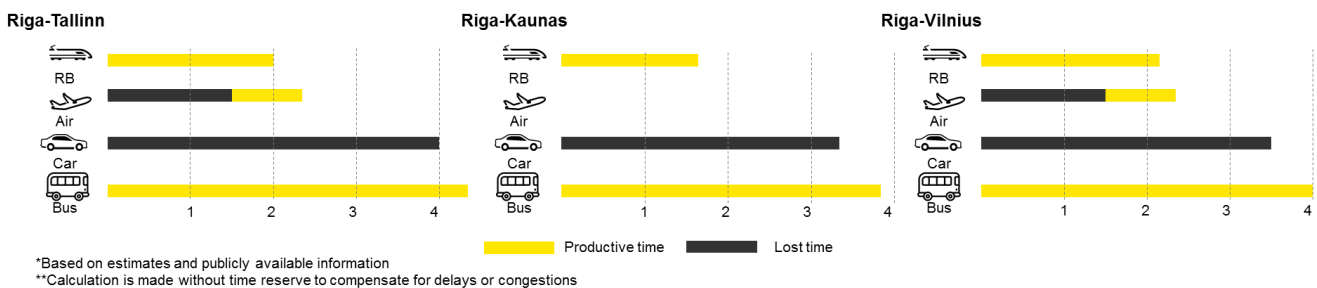 Riga-Tallinn
RB
Air
Car
Bus
1 2 3 4
Riga-Kaunas
RB
Air
Car
Bus
1 2 3 4
Riga-Vilnius
RB
Air
Car
Bus
1 2 3 4
Productive time
Lost time
*Based on estimates and publicly available information
**Calculation is made without time reserve to compensate for delays or congestions